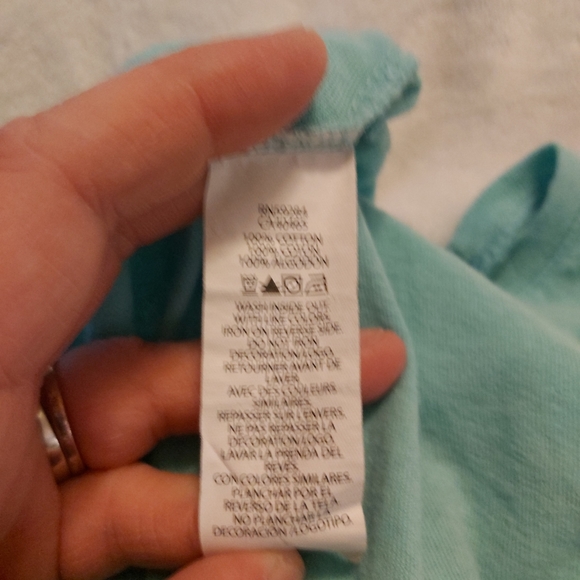 100% COTTON
100% COTON
100% ALGODON
WASH INSIDE OUT
WITH LIKE COLORS.
IRON ON REVERSE SIDE.
DO NOT IRON
DECORATION/LOGO.
RETOURNER AVANT DE
LAVER
AVEC DES COULEURS
SIMILAIRES.
REPASSER SUR L'ENVERS.
NE PAS REPASSER LA
DECORATION/LOGO.
LAVAR LA PRENDA DEL
REVES
CON COLORES SIMILARES.
PLANCHAR POR EL
REVERSO DE LA TELA
NO PLANCHAR LA
DECORACIÓN /LOGOTIPO.